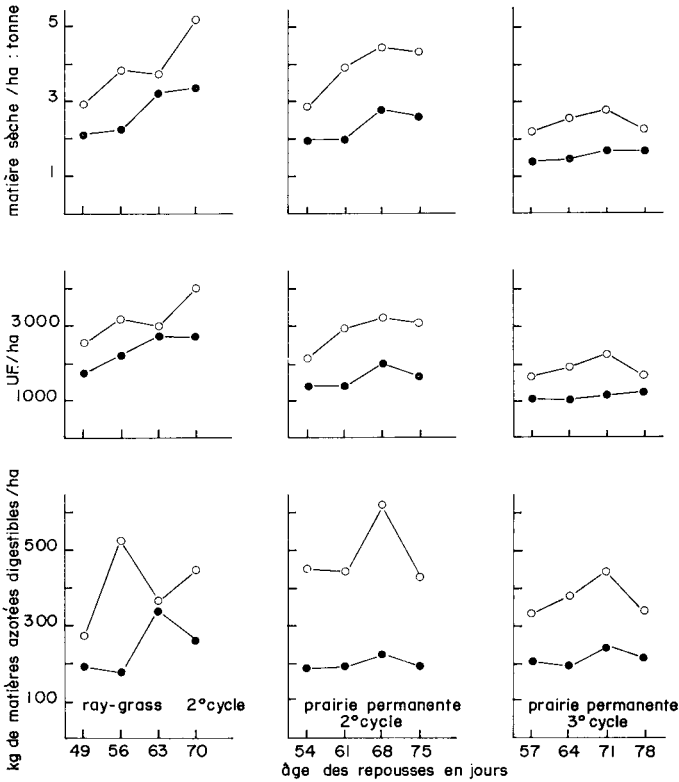 matière sèche / ha : tonne
5
3
1
UF./ha
3000
1000
kg de matières azotées digestibles/ha
500
300
100
ray-grass 2°cycle
prairie permanente
2°cycle
prairie permanente
3°cycle
49 56 63 70
54 61 68 75
57 64 71 78
âge des repousses en jours